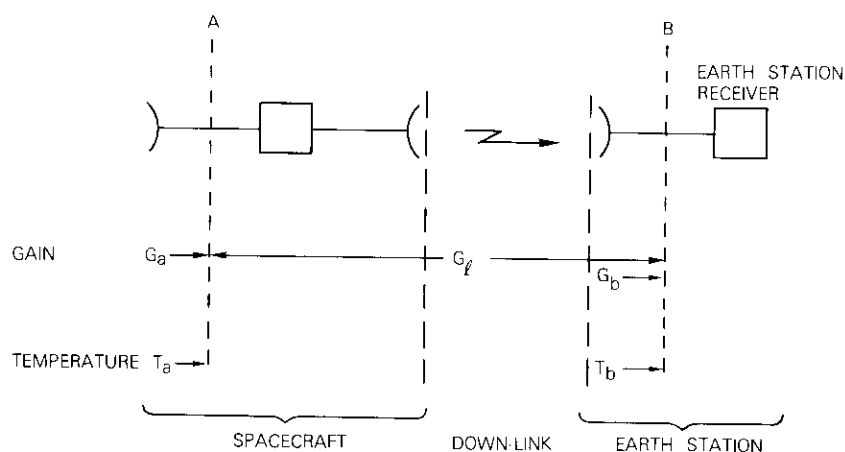 A
B
EARTH STATION
RECEIVER
GAIN
Ga
Gℓ
Gb
TEMPERATURE Ta
Tb
SPACECRAFT
DOWN-LINK
EARTH STATION